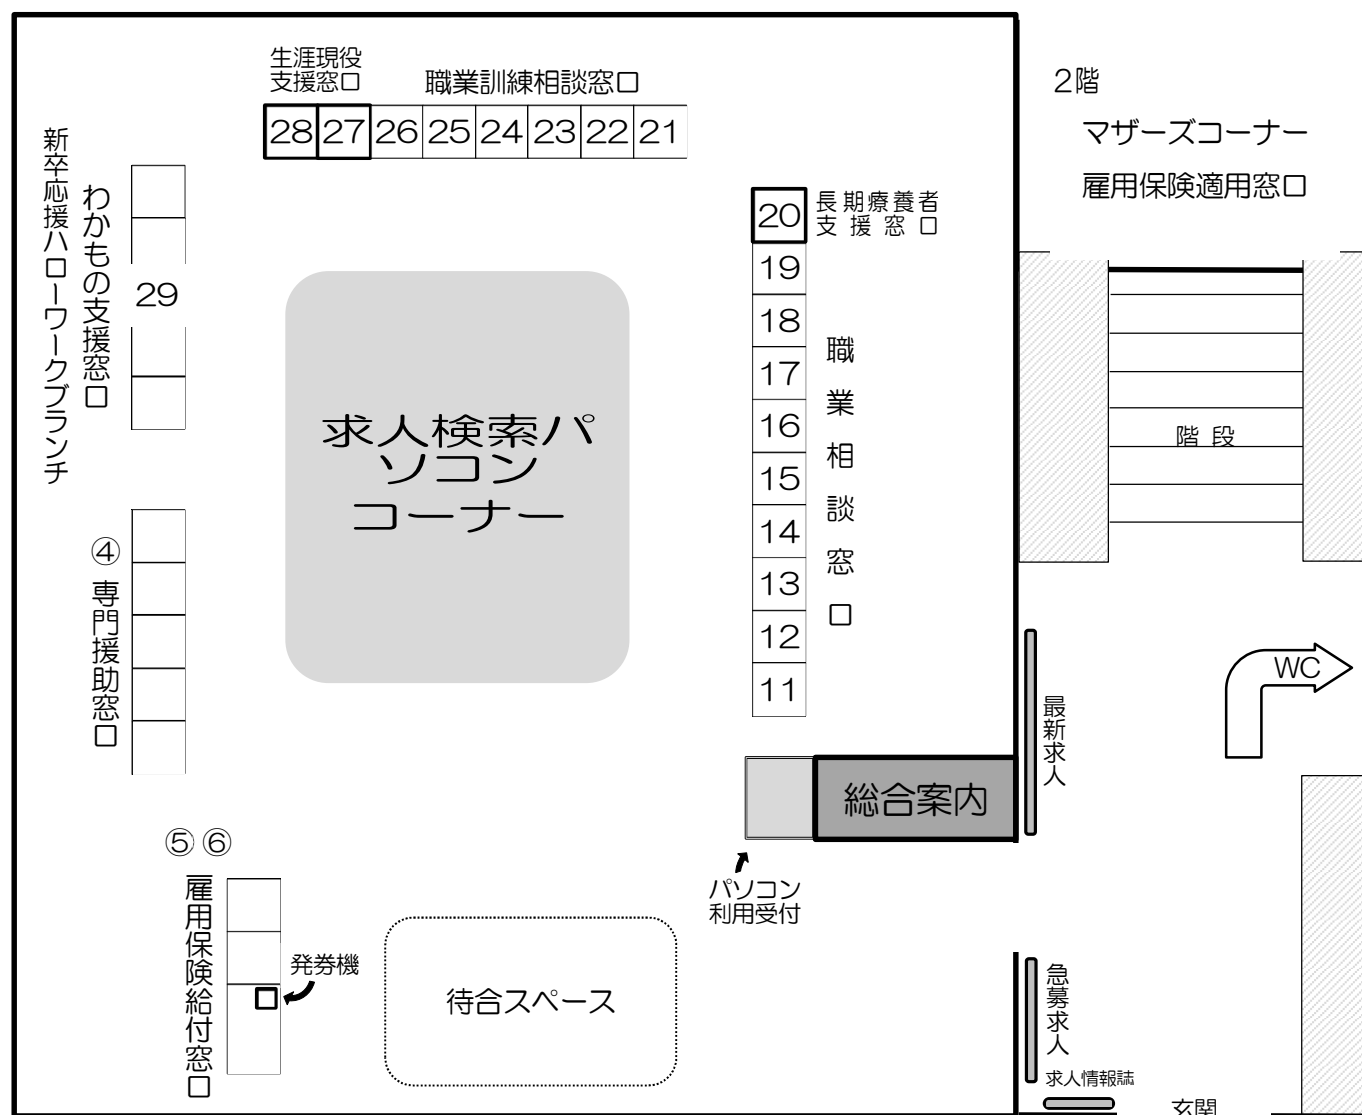 生涯現役
支援窓口
職業訓練相談窓口
28 27 26 25 24 23 22 21
2階
マザーズコーナー
雇用保険適用窓口
新卒応援ハローワークブランチ
わかもの支援窓口
29
20
長期療養者
支援窓口
19
18
17
16
15
14
13
12
11
職業相談窓口
求人検索パ
ソコン
コーナー
階段
④
専門援助窓口
WC
最新求人
総合案内
パソコン
利用受付
⑤⑥
雇用保険給付窓口
発券機
待合スペース
急募求人
求人情報誌
玄関